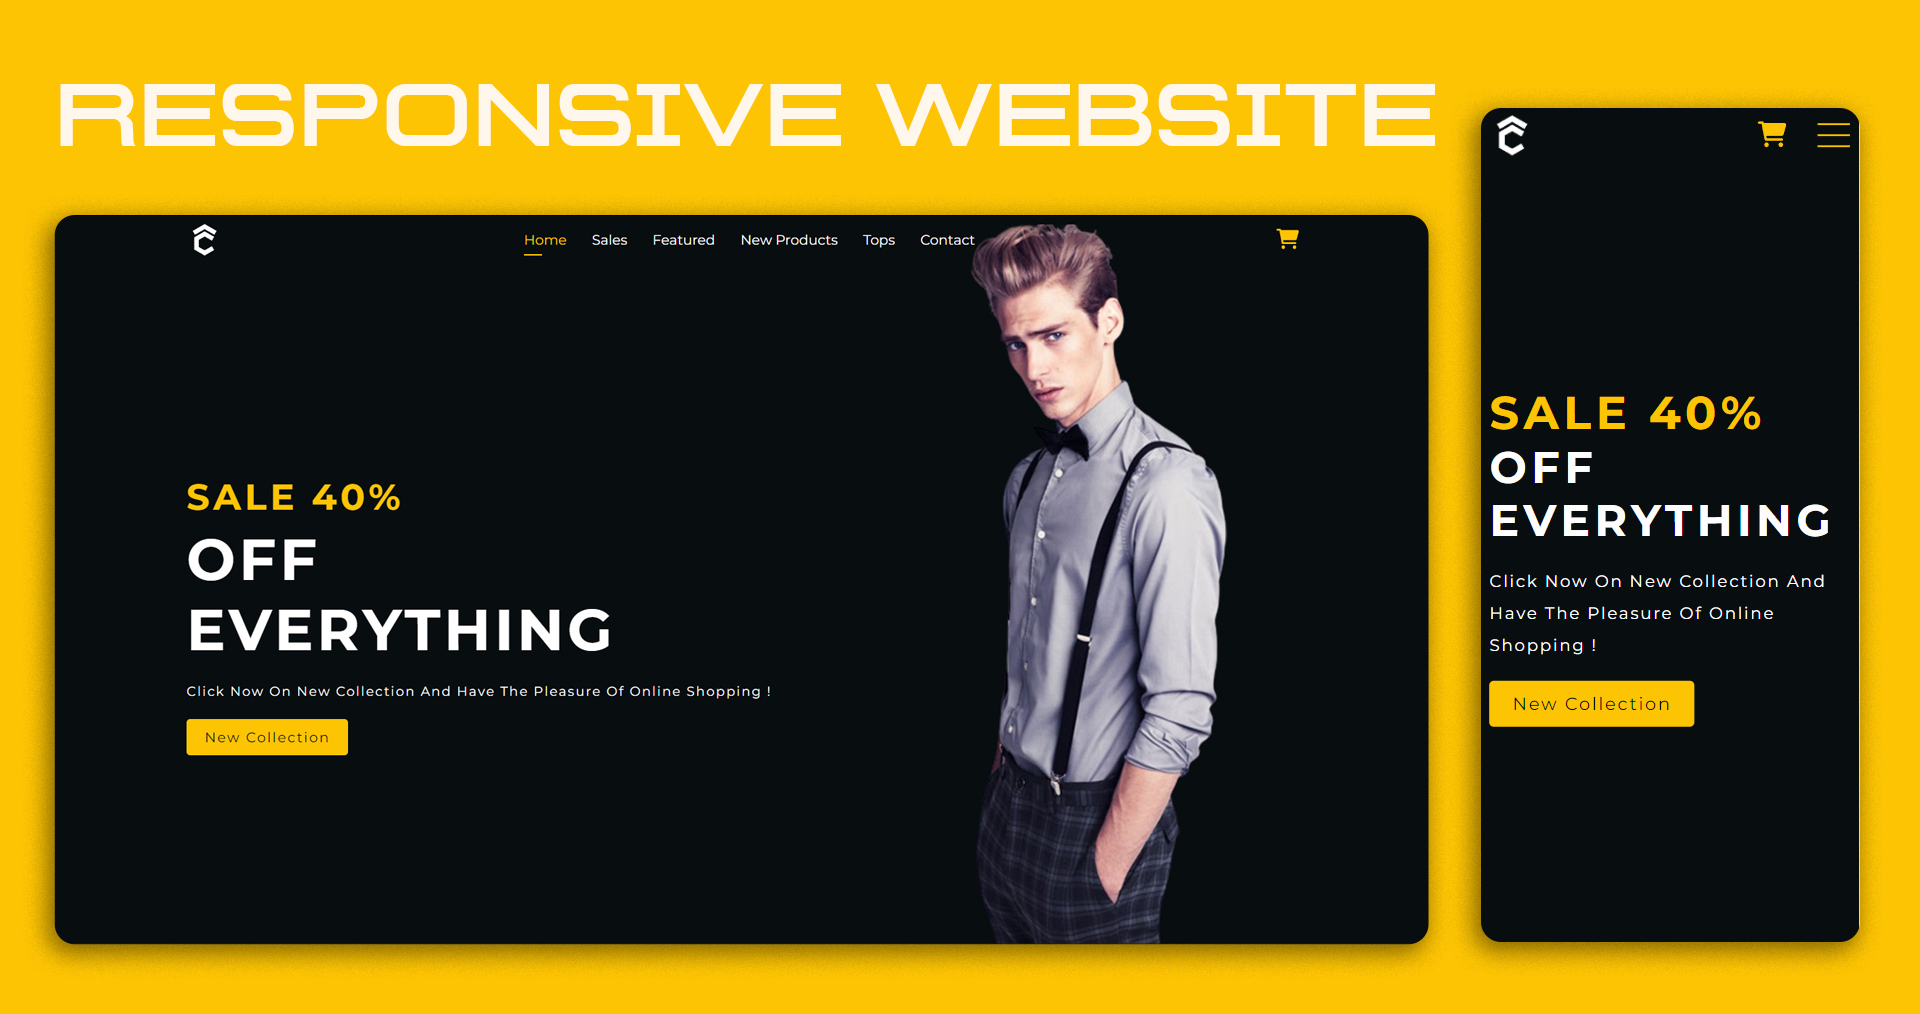 RESPONSIVE WEBSITE
Home Sales Featured New Products Tops Contact
SALE 40%
OFF
EVERYTHING
Click Now On New Collection And Have The Pleasure Of Online Shopping !
New Collection
SALE 40%
OFF
EVERYTHING
Click Now On New Collection And
Have The Pleasure Of Online
Shopping !
New Collection